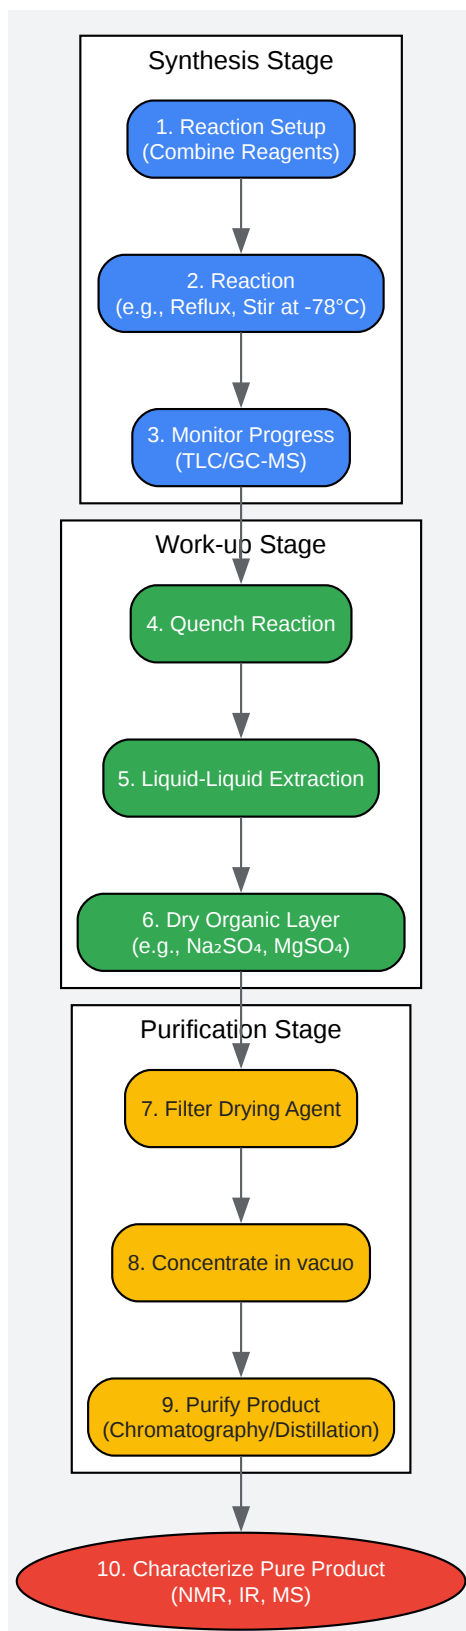 Synthesis Stage
1. Reaction Setup
(Combine Reagents)
2. Reaction
(e.g., Reflux, Stir at -78°C)
3. Monitor Progress
(TLC/GC-MS)
Work-up Stage
4. Quench Reaction
5. Liquid-Liquid Extraction
6. Dry Organic Layer
(e.g., Na₂SO₄, MgSO₄)
Purification Stage
7. Filter Drying Agent
8. Concentrate in vacuo
9. Purify Product
(Chromatography/Distillation)
10. Characterize Pure Product
(NMR, IR, MS)